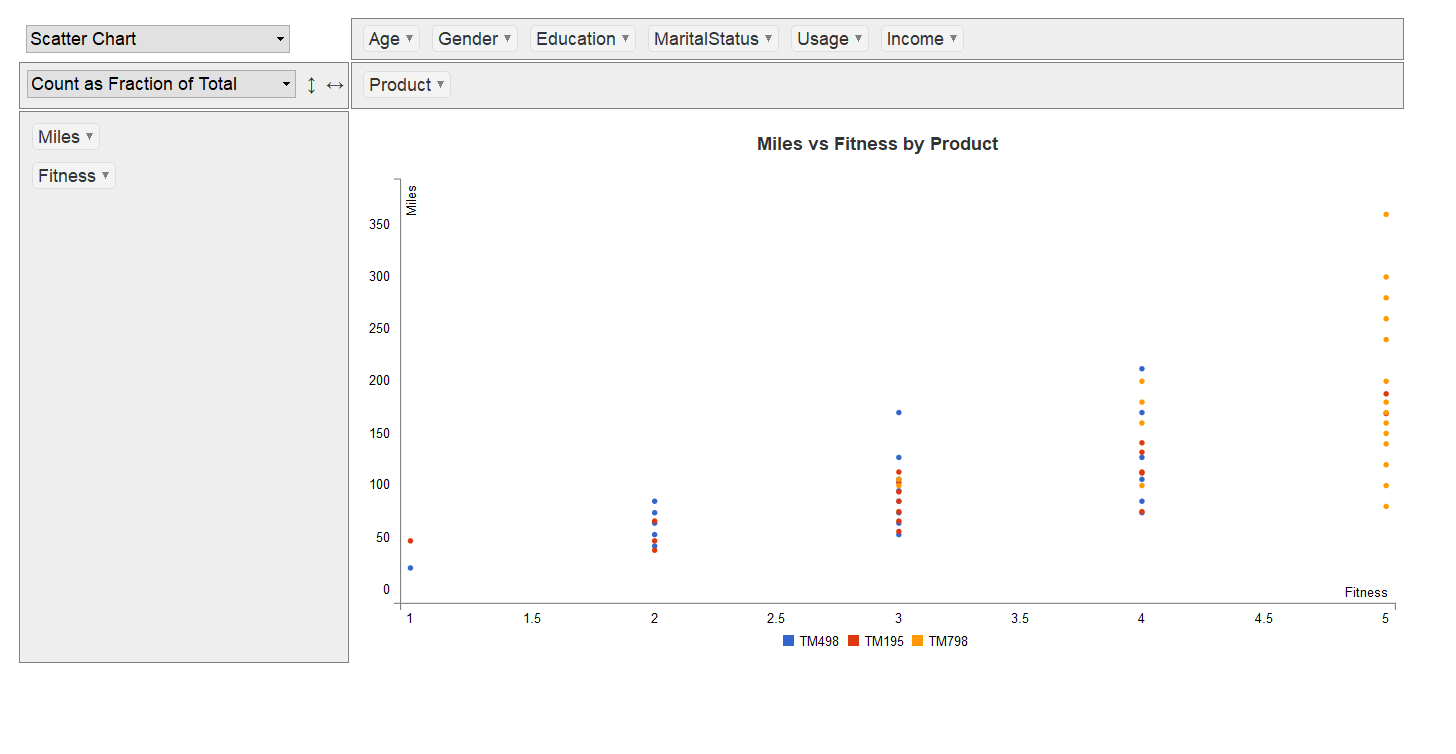 Scatter Chart
Age ▾ Gender ▾ Education ▾ MaritalStatus ▾ Usage ▾ Income ▾
Count as Fraction of Total ↕ ↔
Product ▾
Miles ▾
Fitness ▾
Miles vs Fitness by Product
Miles
350
300
250
200
150
100
50
0
Fitness
1 1.5 2 2.5 3 3.5 4 4.5 5
TM498 TM195 TM798